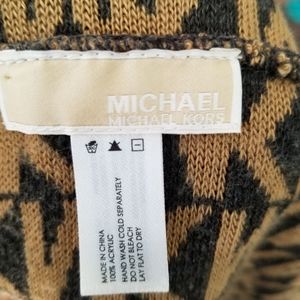 MICHAEL
MICHAEL KORS
MADE IN CHINA
100% ACRYLIC
HAND WASH COLD SEPARATELY
DO NOT BLEACH
LAY FLAT TO DRY